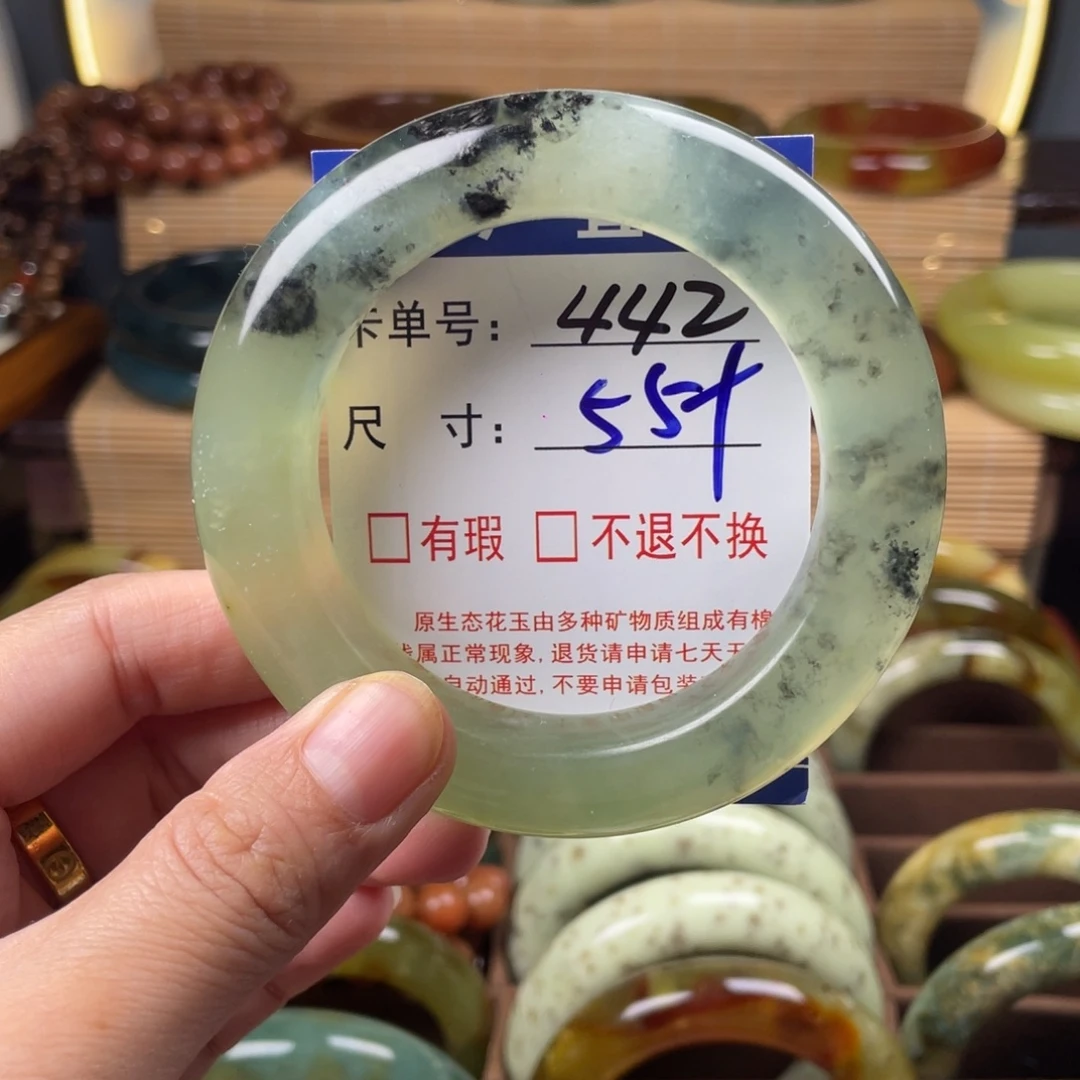 卡单号: 442
尺 寸: 55+
□有瑕 □不退不换
原生态花玉由多种矿物质组成有棉
属正常现象,退货请申请七天无
自动通过,不要申请包装